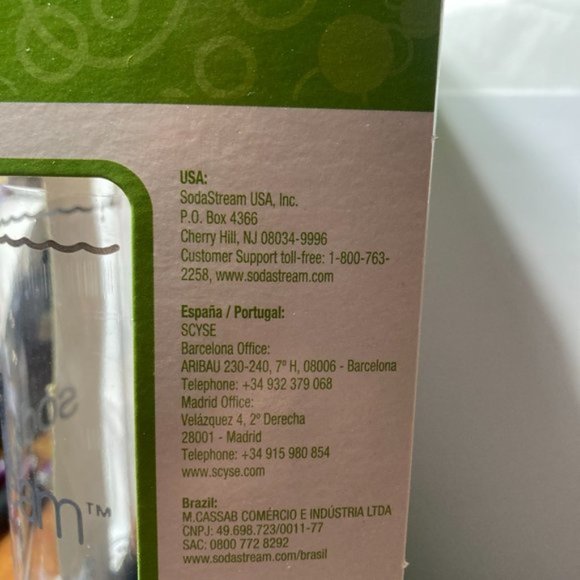 USA:
SodaStream USA, Inc.
P.O. Box 4366
Cherry Hill, NJ 08034-9996
Customer Support toll-free: 1-800-763-
2258, www.sodastream.com
España / Portugal:
SCYSE
Barcelona Office:
ARIBAU 230-240, 7º H, 08006 - Barcelona
Telephone: +34 932 379 068
Madrid Office:
Velázquez 4, 2º Derecha
28001 - Madrid
Telephone: +34 915 980 854
www.scyse.com
Brazil:
M.CASSAB COMÉRCIO E INDÚSTRIA LTDA
CNPJ: 49.698.723/0011-77
SAC: 0800 772 8292
www.sodastream.com/brasil